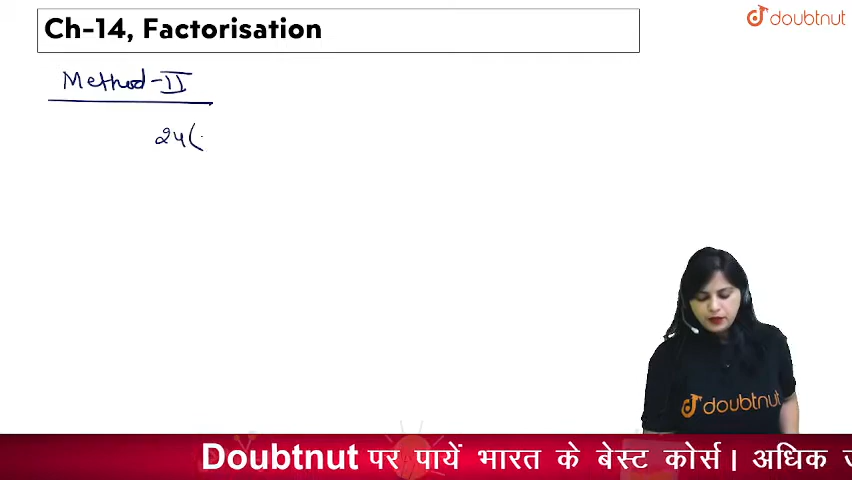 doubtnut
Ch-14, Factorisation
Method-II
24(
doubtnut
Doubtnut पर पायें भारत के बेस्ट कोर्स। अधिक